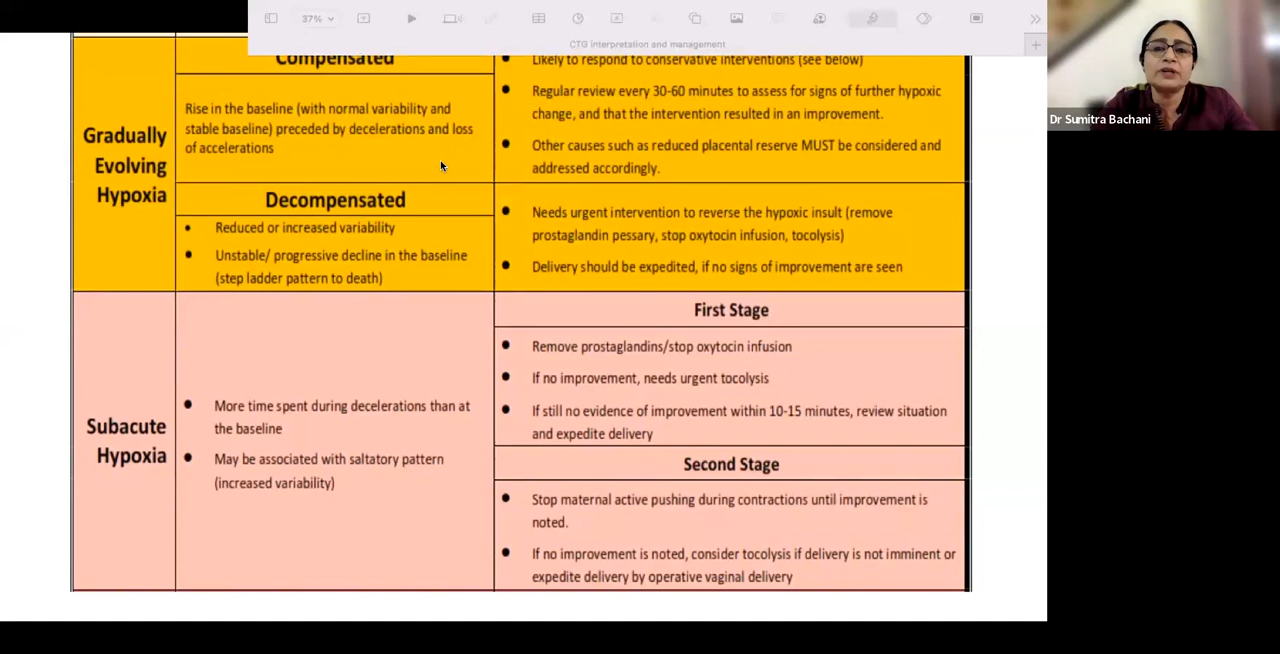 37%
CTG interpretation and management
Dr Sumitra Bachani
Gradually
Evolving
Hypoxia
Compensated
Rise in the baseline (with normal variability and
stable baseline) preceded by decelerations and loss
of accelerations
Likely to respond to conservative interventions (see below)
Regular review every 30-60 minutes to assess for signs of further hypoxic
change, and that the intervention resulted in an improvement.
Other causes such as reduced placental reserve MUST be considered and
addressed accordingly.
Decompensated
Reduced or increased variability
Unstable/ progressive decline in the baseline
(step ladder pattern to death)
Needs urgent intervention to reverse the hypoxic insult (remove
prostaglandin pessary, stop oxytocin infusion, tocolysis)
Delivery should be expedited, if no signs of improvement are seen
Subacute
Hypoxia
More time spent during decelerations than at
the baseline
May be associated with saltatory pattern
(increased variability)
First Stage
Remove prostaglandins/stop oxytocin infusion
If no improvement, needs urgent tocolysis
If still no evidence of improvement within 10-15 minutes, review situation
and expedite delivery
Second Stage
Stop maternal active pushing during contractions until improvement is
noted.
If no improvement is noted, consider tocolysis if delivery is not imminent or
expedite delivery by operative vaginal delivery